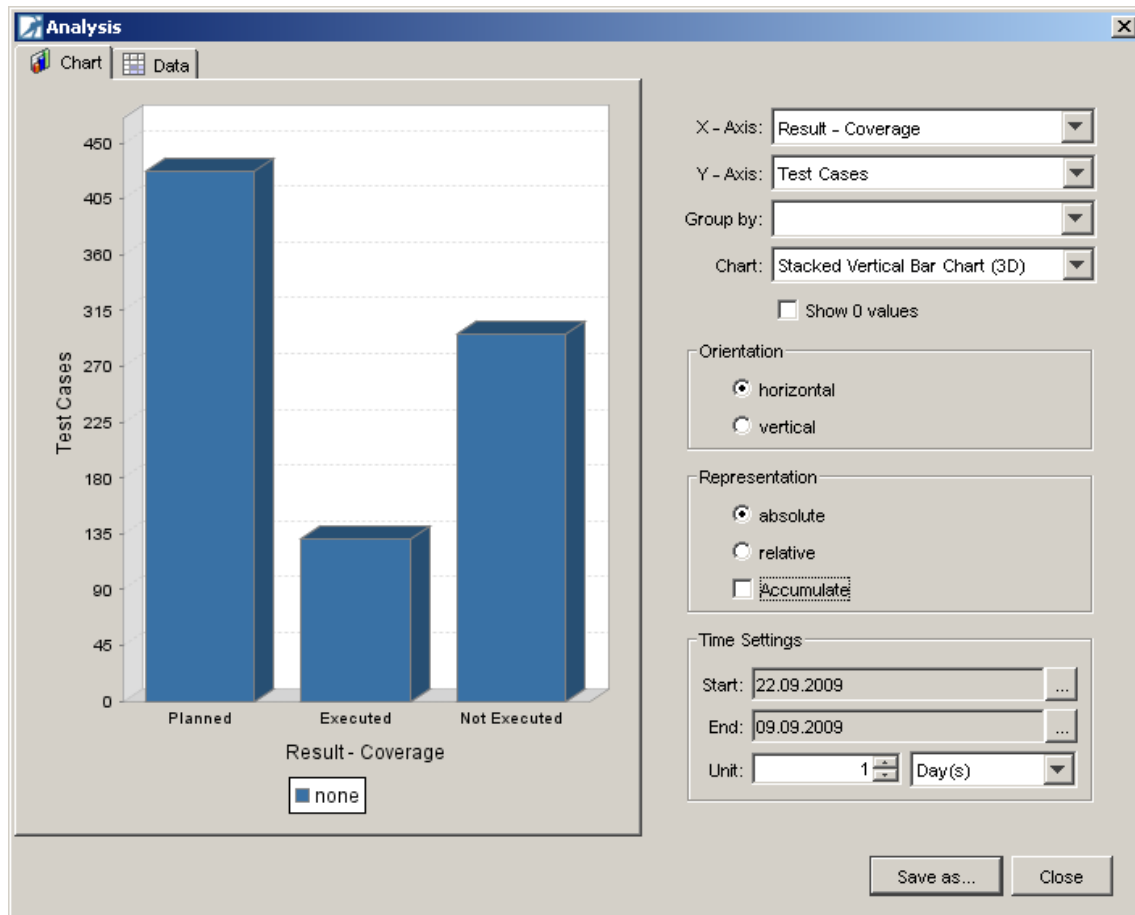 Analysis
Chart
Data
450
405
360
315
270
225
180
135
90
45
0
Test Cases
Planned
Executed
Not Executed
Result - Coverage
none
X - Axis: Result - Coverage
Y - Axis: Test Cases
Group by:
Chart: Stacked Vertical Bar Chart (3D)
Show 0 values
Orientation
horizontal
vertical
Representation
absolute
relative
Accumulate
Time Settings
Start: 22.09.2009 ...
End: 09.09.2009 ...
Unit: 1 Day(s)
Save as... Close